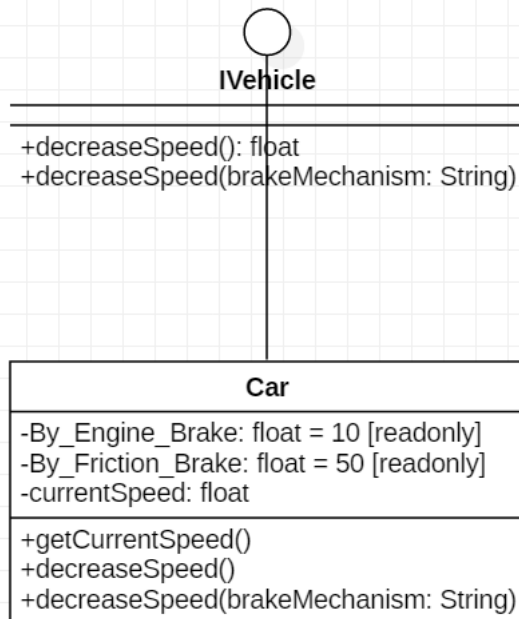 IVehicle
+decreaseSpeed(): float
+decreaseSpeed(brakeMechanism: String)
Car
-By_Engine_Brake: float = 10 [readonly]
-By_Friction_Brake: float = 50 [readonly]
-currentSpeed: float
+getCurrentSpeed()
+decreaseSpeed()
+decreaseSpeed(brakeMechanism: String)